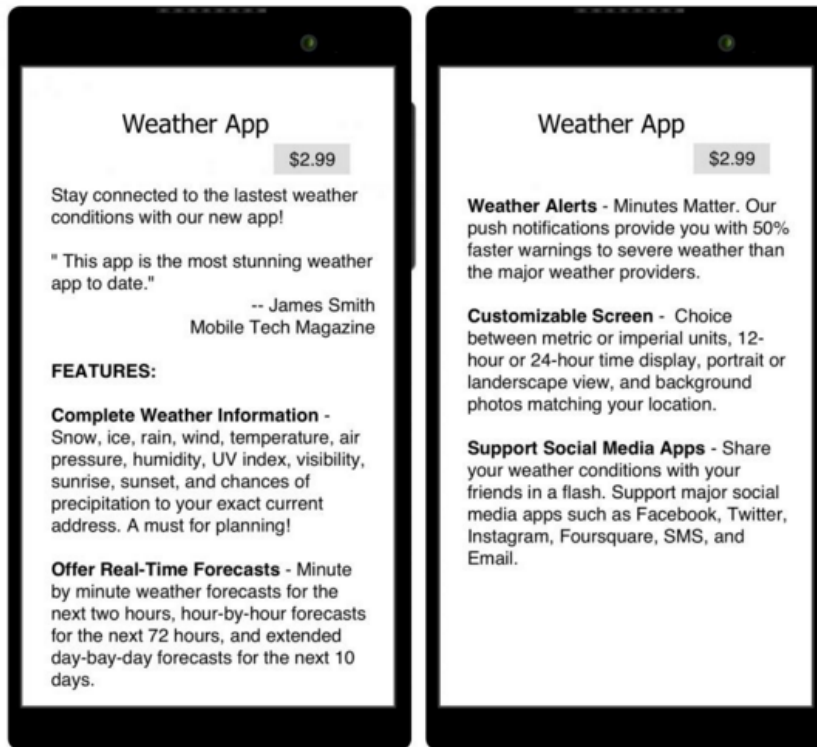 Weather App
$2.99
Stay connected to the lastest weather
conditions with our new app!
" This app is the most stunning weather
app to date."
-- James Smith
Mobile Tech Magazine
FEATURES:
Complete Weather Information -
Snow, ice, rain, wind, temperature, air
pressure, humidity, UV index, visibility,
sunrise, sunset, and chances of
precipitation to your exact current
address. A must for planning!
Offer Real-Time Forecasts - Minute
by minute weather forecasts for the
next two hours, hour-by-hour forecasts
for the next 72 hours, and extended
day-bay-day forecasts for the next 10
days.
Weather App
$2.99
Weather Alerts - Minutes Matter. Our
push notifications provide you with 50%
faster warnings to severe weather than
the major weather providers.
Customizable Screen -  Choice
between metric or imperial units, 12-
hour or 24-hour time display, portrait or
landerscape view, and background
photos matching your location.
Support Social Media Apps - Share
your weather conditions with your
friends in a flash. Support major social
media apps such as Facebook, Twitter,
Instagram, Foursquare, SMS, and
Email.